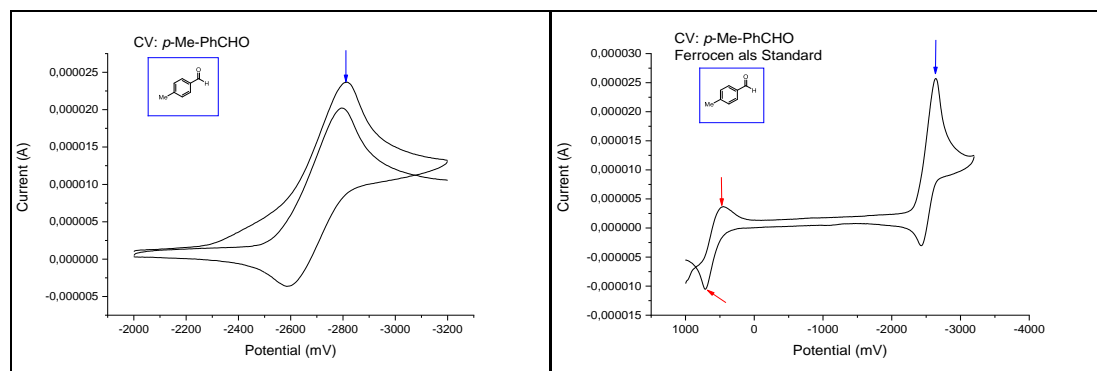 CV: p-Me-PhCHO
O
H
Me
0,000025
0,000020
0,000015
0,000010
0,000005
0,000000
-0,000005
Current (A)
-2000 -2200 -2400 -2600 -2800 -3000 -3200
Potential (mV)
CV: p-Me-PhCHO
Ferrocen als Standard
O
H
Me
0,000030
0,000025
0,000020
0,000015
0,000010
0,000005
0,000000
-0,000005
-0,000010
-0,000015
Current (A)
1000 0 -1000 -2000 -3000 -4000
Potential (mV)